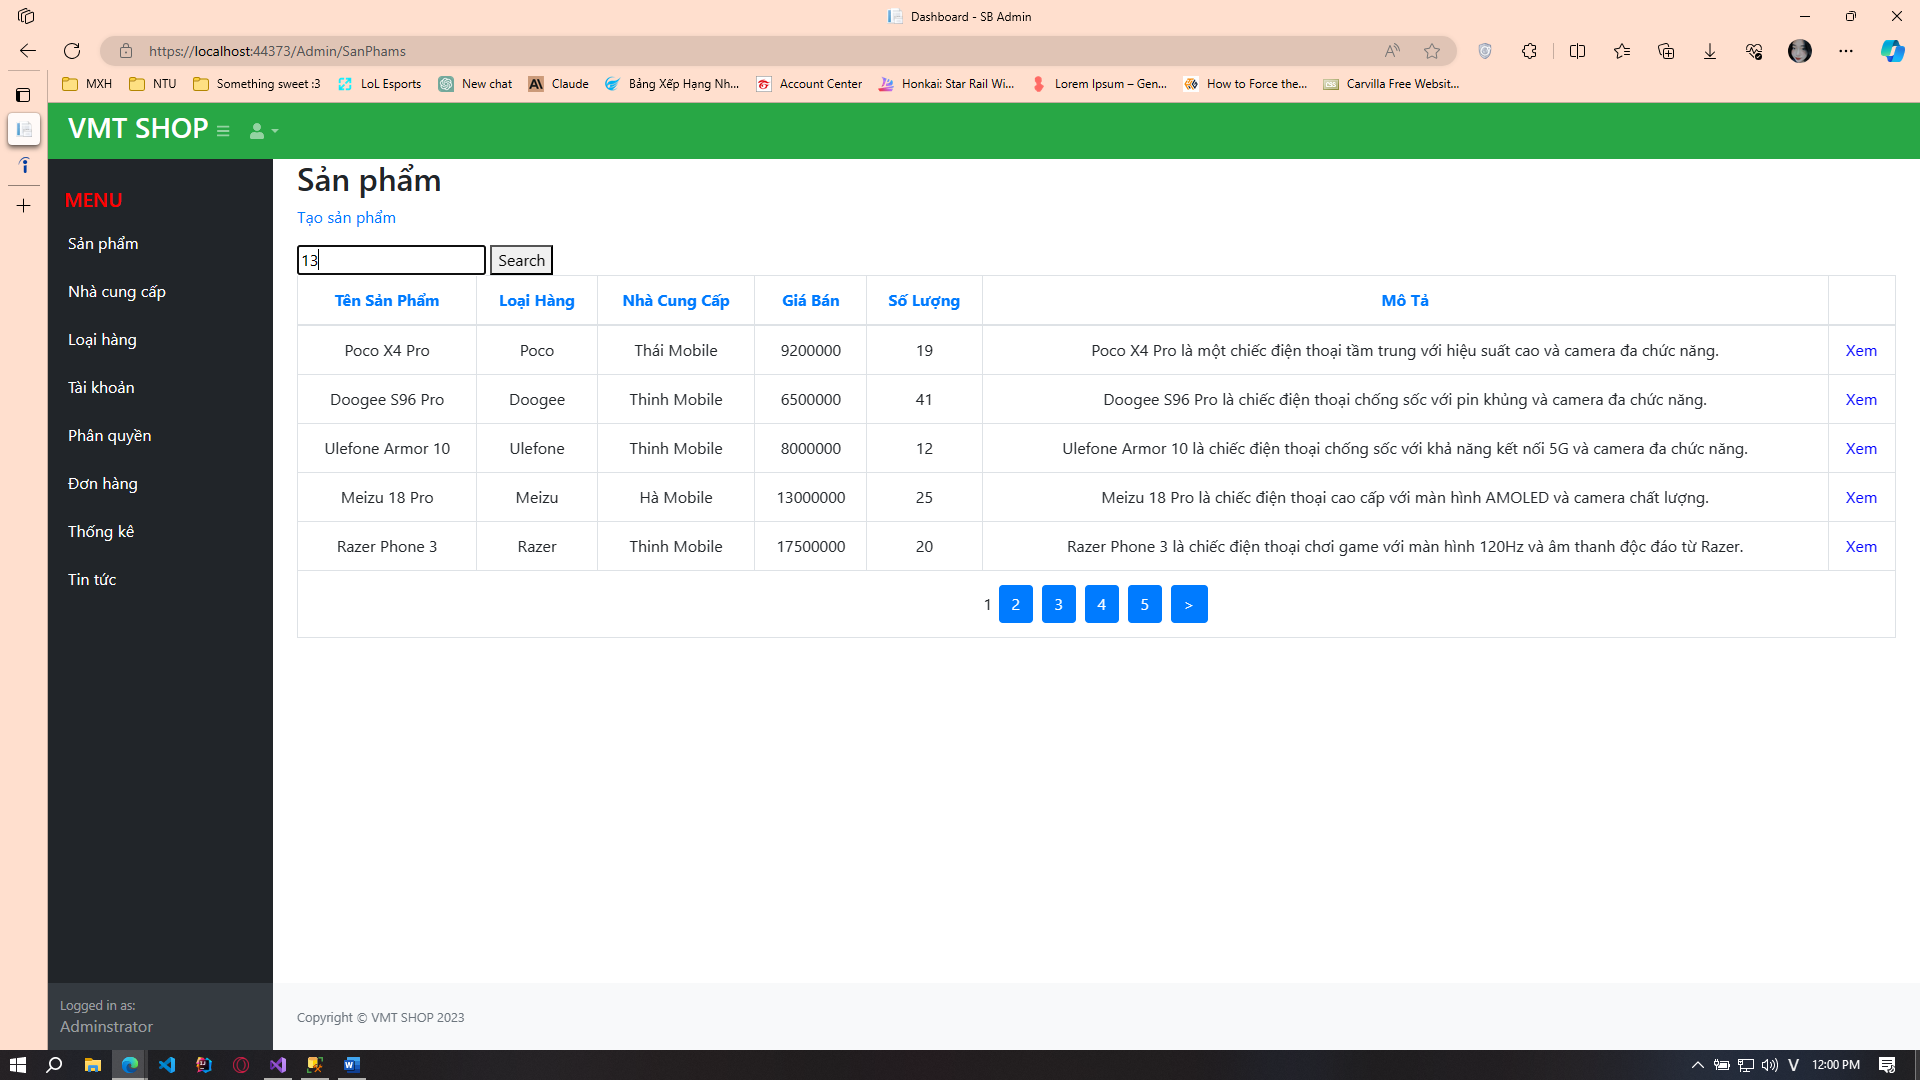 Dashboard - SB Admin
https://localhost:44373/Admin/SanPhams
MXH
NTU
Something sweet :3
LoL Esports
New chat
Claude
Bảng Xếp Hạng Nh...
Account Center
Honkai: Star Rail Wi...
Lorem Ipsum – Gen...
How to Force the...
Carvilla Free Websit...
VMT SHOP
MENU
Sản phẩm
Nhà cung cấp
Loại hàng
Tài khoản
Phân quyền
Đơn hàng
Thống kê
Tin tức
Logged in as:
Adminstrator
Sản phẩm
Tạo sản phẩm
13 Search
Tên Sản Phẩm Loại Hàng Nhà Cung Cấp Giá Bán Số Lượng Mô Tả
Poco X4 Pro Poco Thái Mobile 9200000 19 Poco X4 Pro là một chiếc điện thoại tầm trung với hiệu suất cao và camera đa chức năng. Xem
Doogee S96 Pro Doogee Thinh Mobile 6500000 41 Doogee S96 Pro là chiếc điện thoại chống sốc với pin khủng và camera đa chức năng. Xem
Ulefone Armor 10 Ulefone Thinh Mobile 8000000 12 Ulefone Armor 10 là chiếc điện thoại chống sốc với khả năng kết nối 5G và camera đa chức năng. Xem
Meizu 18 Pro Meizu Hà Mobile 13000000 25 Meizu 18 Pro là chiếc điện thoại cao cấp với màn hình AMOLED và camera chất lượng. Xem
Razer Phone 3 Razer Thinh Mobile 17500000 20 Razer Phone 3 là chiếc điện thoại chơi game với màn hình 120Hz và âm thanh độc đáo từ Razer. Xem
1 2 3 4 5 >
Copyright © VMT SHOP 2023
V 12:00 PM